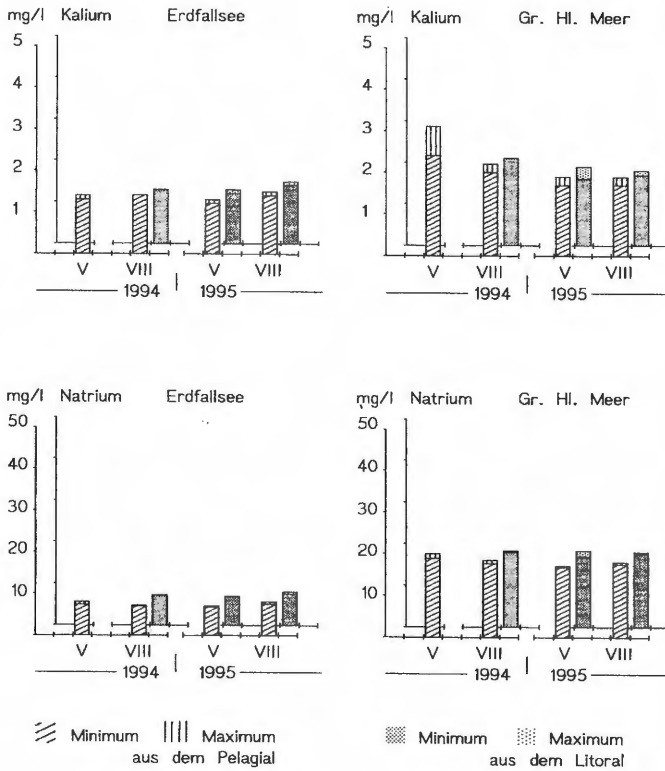 mg/l Kalium Erdfallsee
5
4
3
2
1
V VIII V VIII
1994 1995
mg/l Kalium Gr. Hl. Meer
5
4
3
2
1
V VIII V VIII
1994 1995
mg/l Natrium Erdfallsee
50
40
30
20
10
V VIII V VIII
1994 1995
mg/l Natrium Gr. Hl. Meer
50
40
30
20
10
V VIII V VIII
1994 1995
Minimum Maximum
aus dem Pelagial
Minimum Maximum
aus dem Litoral